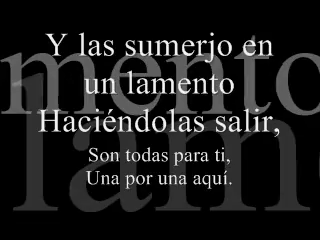 Y las sumerjo en
un lamento
Haciéndolas salir,
Son todas para ti,
Una por una aquí.